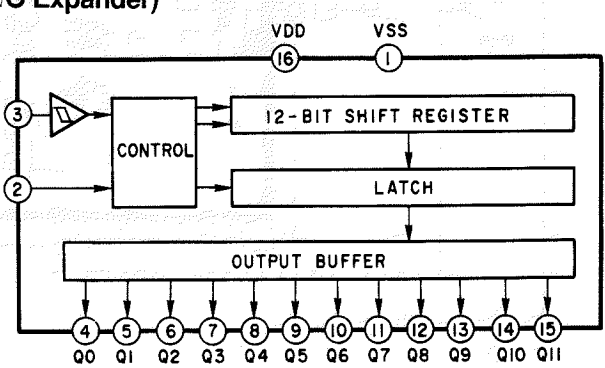 Expander)
VDD VSS
16 1
3
12-BIT SHIFT REGISTER
CONTROL
2
LATCH
OUTPUT BUFFER
4 5 6 7 8 9 10 11 12 13 14 15
Q0 Q1 Q2 Q3 Q4 Q5 Q6 Q7 Q8 Q9 Q10 Q11